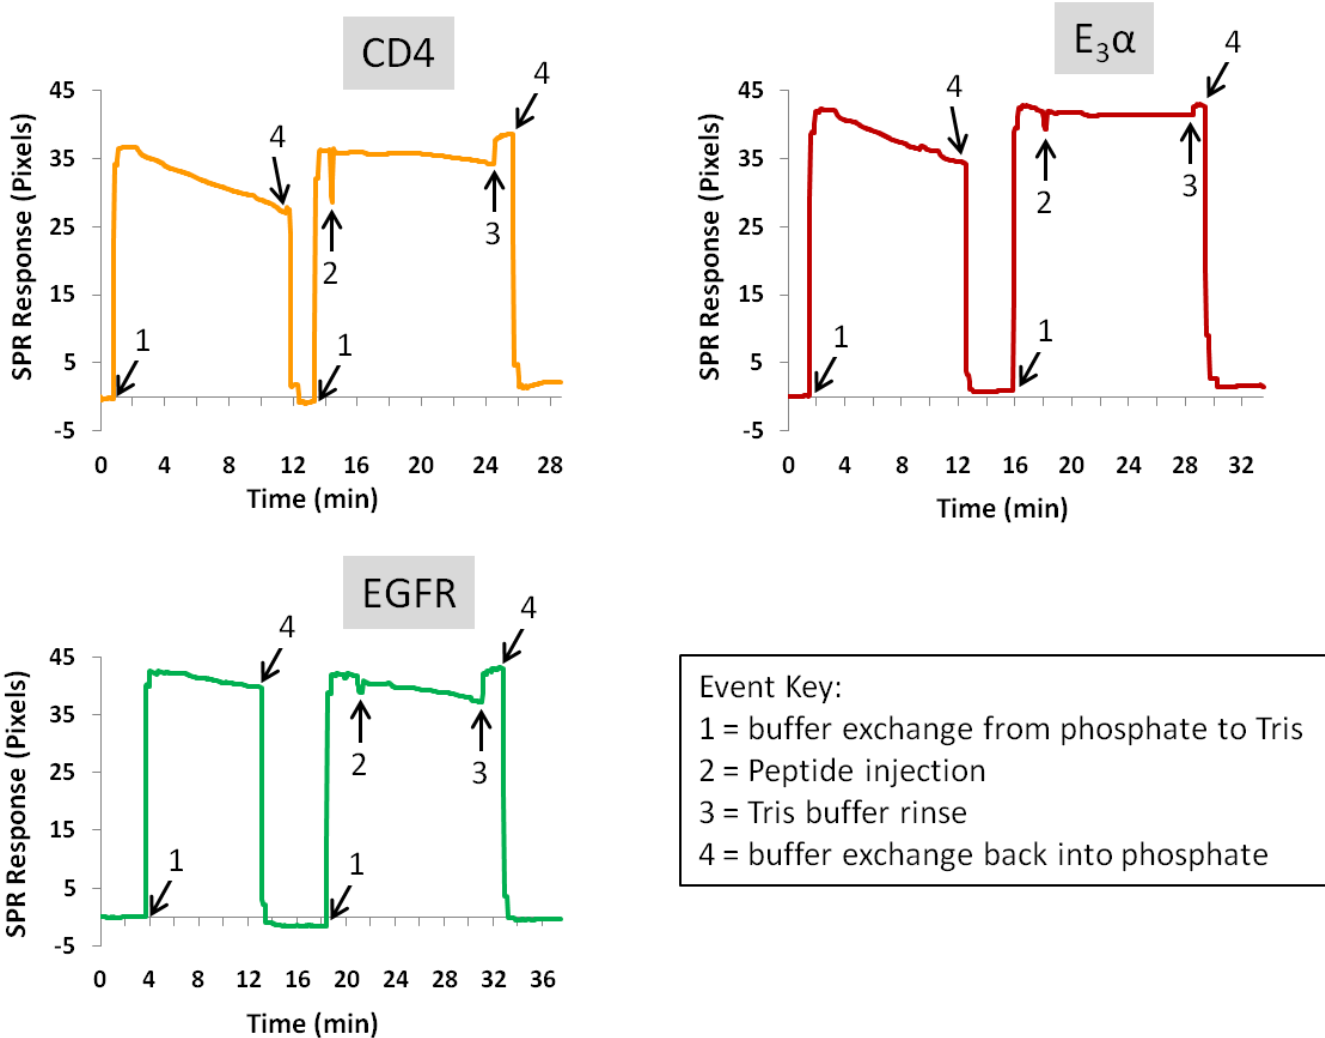 CD4
SPR Response (Pixels)
45
35
25
15
5
-5
0 4 8 12 16 20 24 28
Time (min)
1
4
1
2
3
4
E₃α
SPR Response (Pixels)
45
35
25
15
5
-5
0 4 8 12 16 20 24 28 32
Time (min)
1
4
1
2
3
4
EGFR
SPR Response (Pixels)
45
35
25
15
5
-5
0 4 8 12 16 20 24 28 32 36
Time (min)
1
4
1
2
3
4
Event Key:
1 = buffer exchange from phosphate to Tris
2 = Peptide injection
3 = Tris buffer rinse
4 = buffer exchange back into phosphate